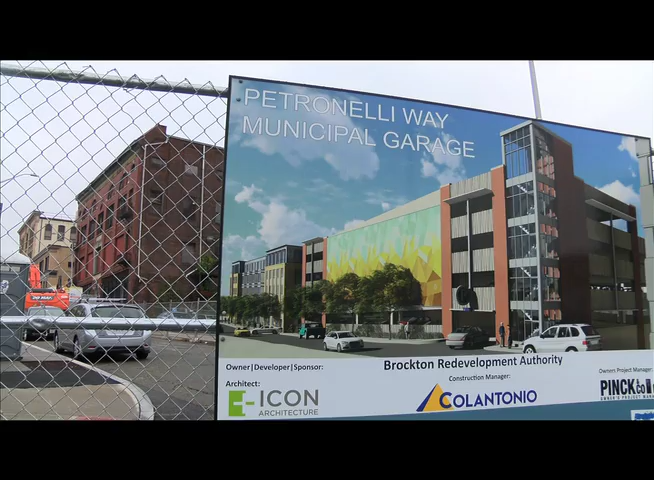 PETRONELLI WAY
MUNICIPAL GARAGE
Owner|Developer|Sponsor:
Brockton Redevelopment Authority
Architect:
ICON
ARCHITECTURE
Construction Manager:
COLANTONIO
Owners Project Manager:
PINCK